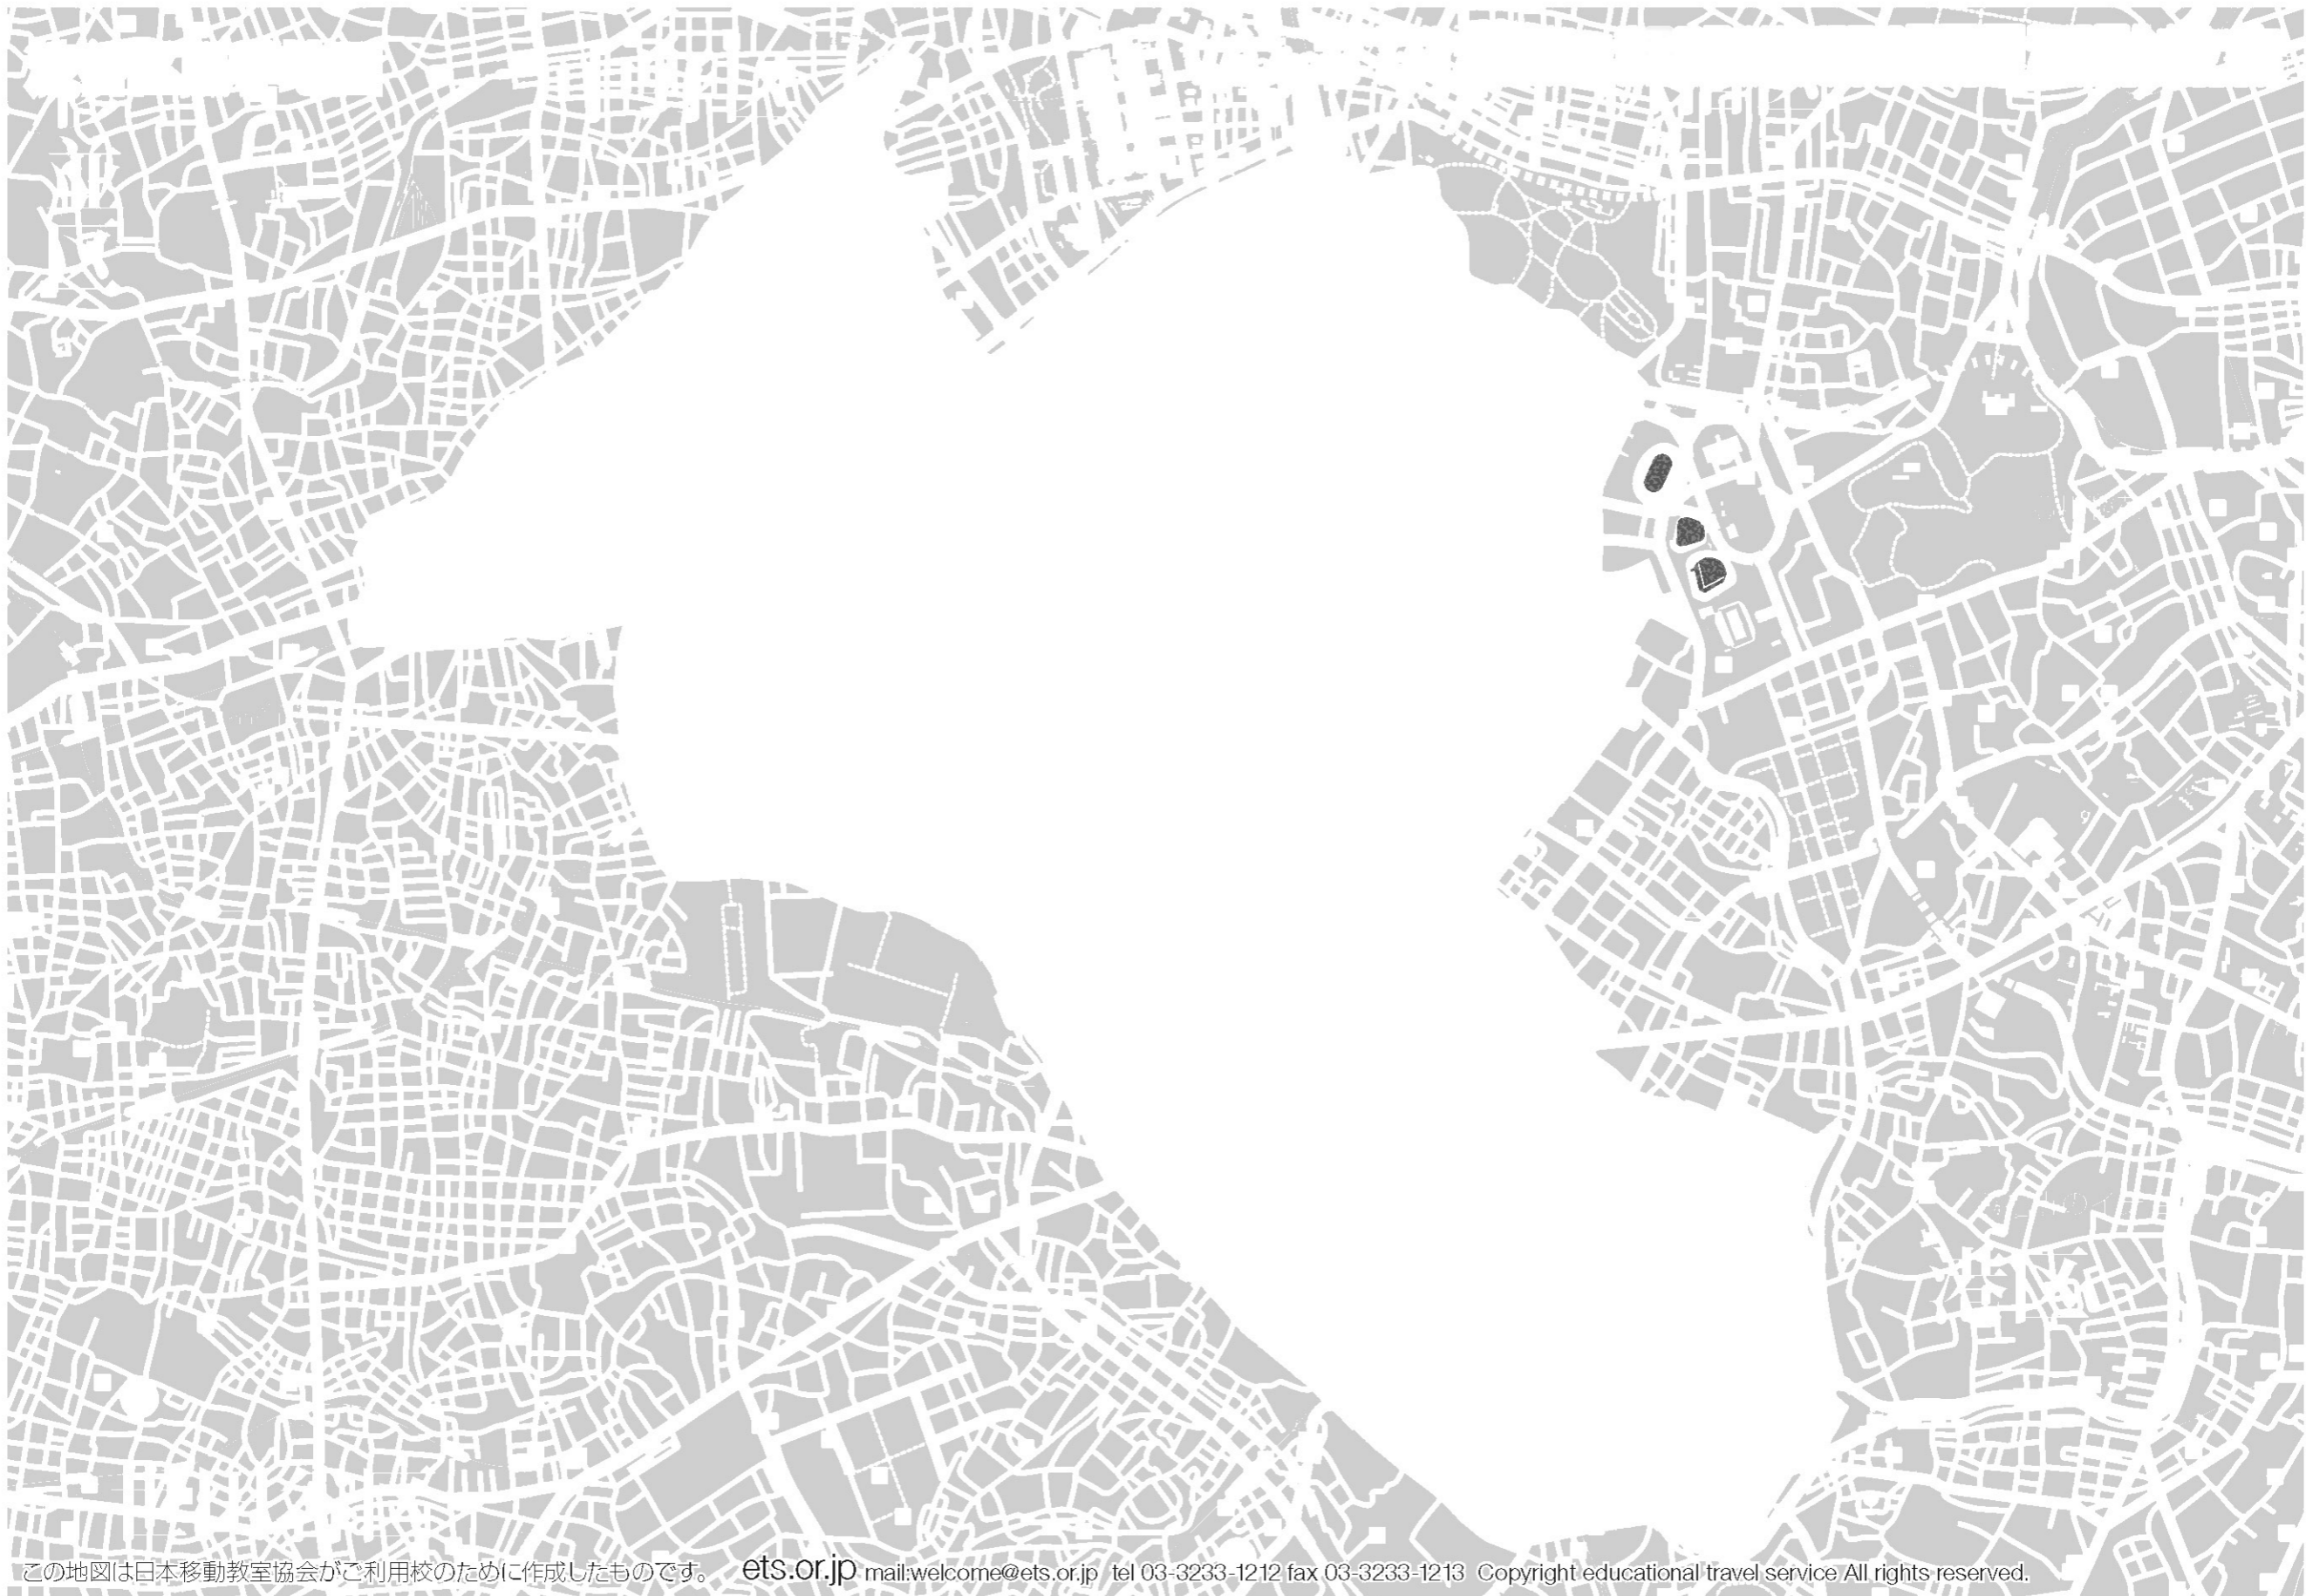 この地図は日本移動教室協会がご利用校のために作成したものです。 ets.or.jp mail:welcome@ets.or.jp tel 03-3233-1212 fax 03-3233-1213 Copyright educational travel service All rights reserved.